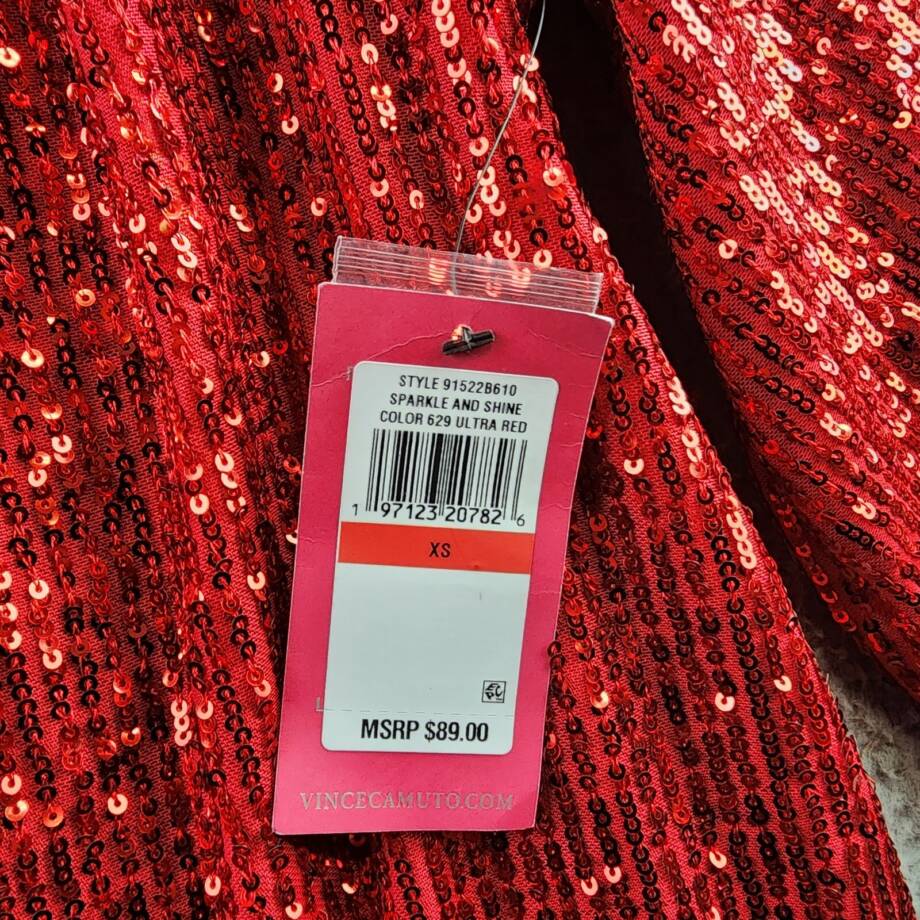 STYLE 91522B610
SPARKLE AND SHINE
COLOR 629 ULTRA RED
1 97123 20782 6
XS
MSRP $89.00
VINCECAMUTO.COM